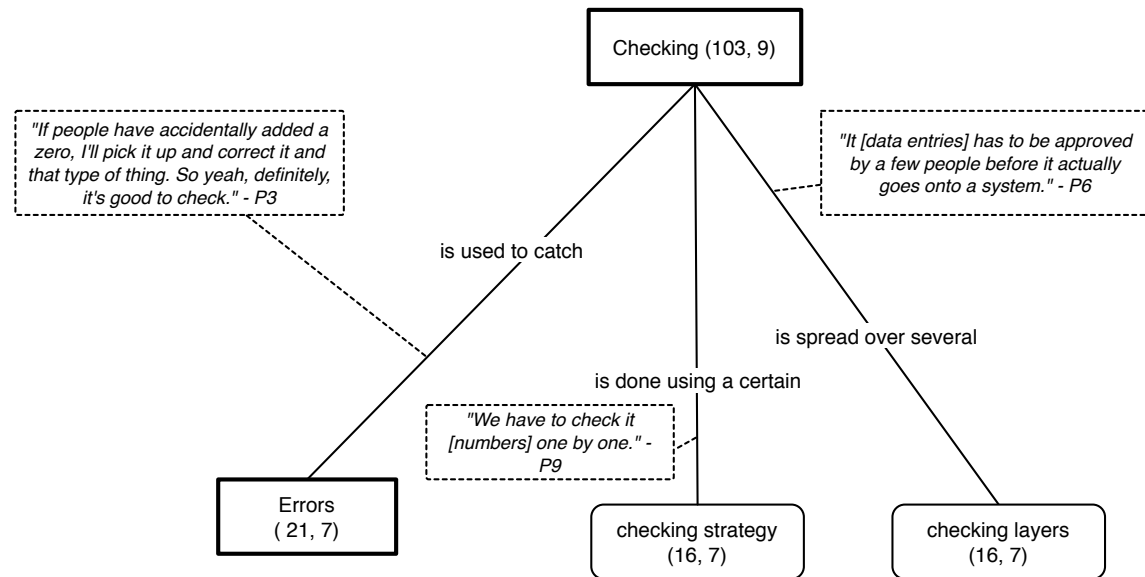 Checking (103, 9)
"If people have accidentally added a
zero, I'll pick it up and correct it and
that type of thing. So yeah, definitely,
it's good to check." - P3
"It [data entries] has to be approved
by a few people before it actually
goes onto a system." - P6
is used to catch
is spread over several
is done using a certain
"We have to check it
[numbers] one by one." -
P9
Errors
( 21, 7)
checking strategy
(16, 7)
checking layers
(16, 7)